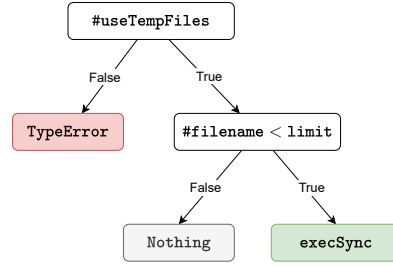 #useTempFiles
False
True
TypeError
#filename < limit
False
True
Nothing
execSync